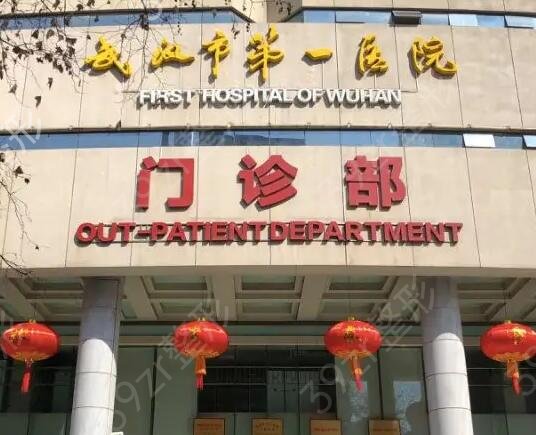 武汉市第一医院
FIRST HOSPITAL OF WUHAN
门诊部
OUT-PATIENT DEPARTMENT